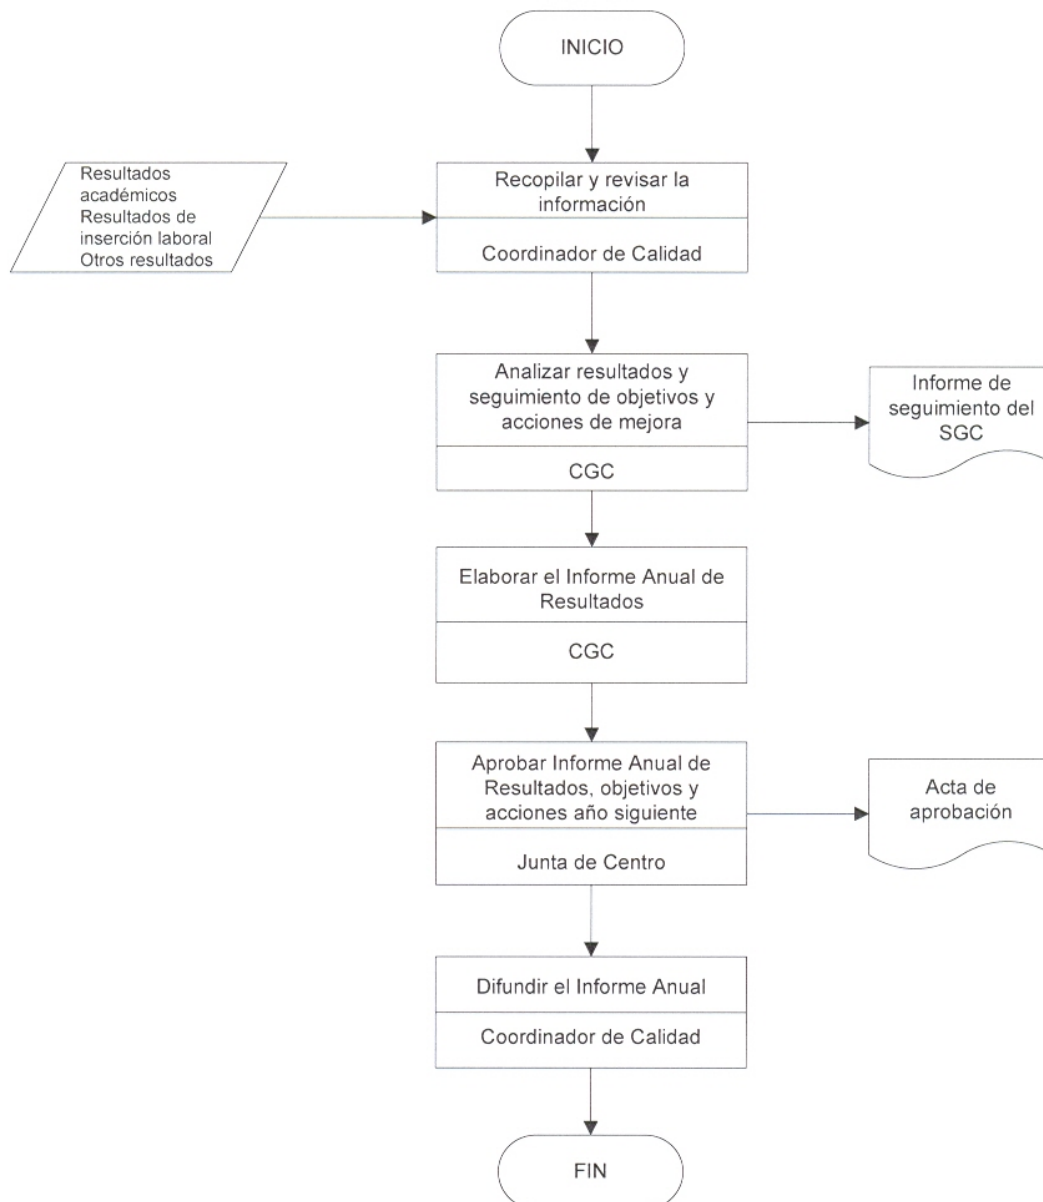 INICIO
Resultados
académicos
Resultados de
inserción laboral
Otros resultados
Recopilar y revisar la
información
Coordinador de Calidad
Analizar resultados y
seguimiento de objetivos y
acciones de mejora
CGC
Informe de
seguimiento del
SGC
Elaborar el Informe Anual de
Resultados
CGC
Aprobar Informe Anual de
Resultados, objetivos y
acciones año siguiente
Junta de Centro
Acta de
aprobación
Difundir el Informe Anual
Coordinador de Calidad
FIN